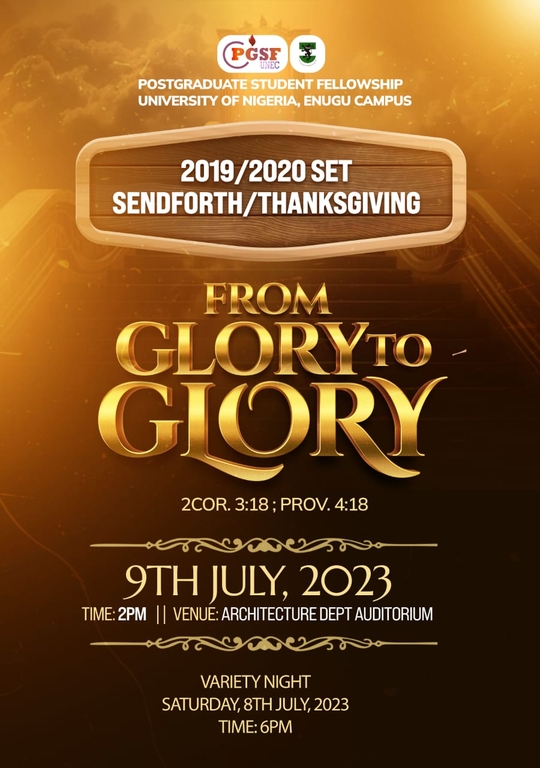 PGSF
UNEC
POSTGRADUATE STUDENT FELLOWSHIP
UNIVERSITY OF NIGERIA, ENUGU CAMPUS
2019/2020 SET
SENDFORTH/THANKSGIVING
FROM
GLORY TO
GLORY
2COR. 3:18 ; PROV. 4:18
9TH JULY, 2023
TIME: 2PM || VENUE: ARCHITECTURE DEPT AUDITORIUM
VARIETY NIGHT
SATURDAY, 8TH JULY, 2023
TIME: 6PM